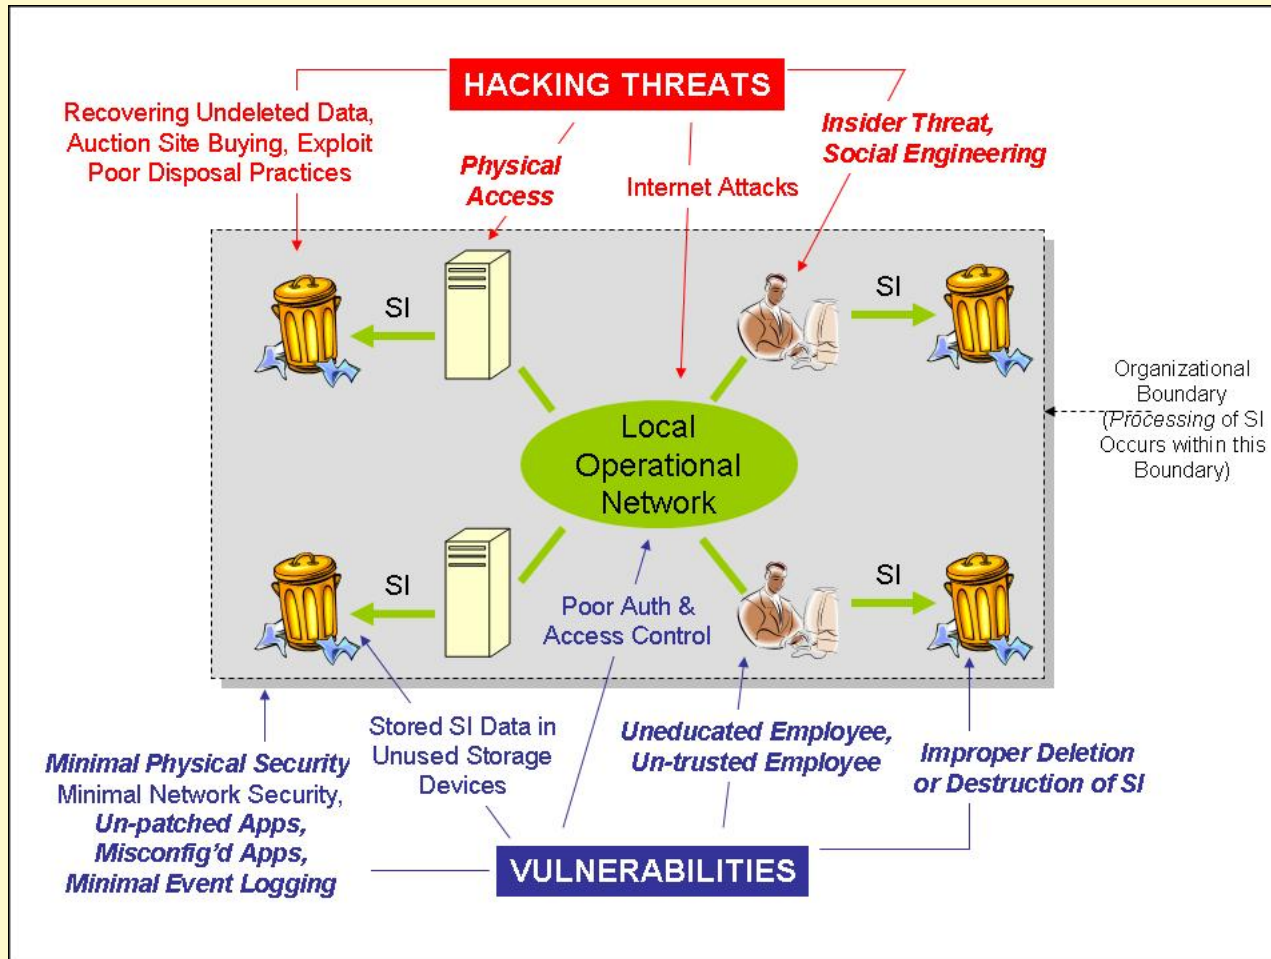 HACKING THREATS
Recovering Undeleted Data,
Auction Site Buying, Exploit
Poor Disposal Practices
Physical
Access
Internet Attacks
Insider Threat,
Social Engineering
SI
SI
Local
Operational
Network
Organizational
Boundary
(Processing of SI
Occurs within this
Boundary)
SI
SI
Poor Auth &
Access Control
Minimal Physical Security
Minimal Network Security,
Un-patched Apps,
Misconfig'd Apps,
Minimal Event Logging
Stored SI Data in
Unused Storage
Devices
Uneducated Employee,
Un-trusted Employee
Improper Deletion
or Destruction of SI
VULNERABILITIES